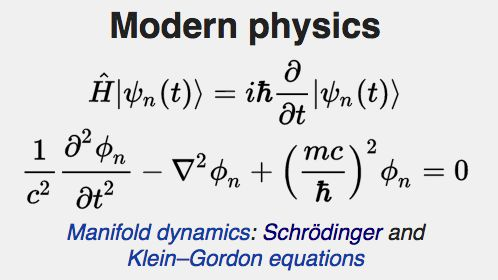 Modern physics
Ĥ|ψₙ(t)⟩ = iħ ∂/∂t |ψₙ(t)⟩
1/c² ∂²ϕₙ/∂t² − ∇²ϕₙ + (mc/ħ)² ϕₙ = 0
Manifold dynamics: Schrödinger and
Klein–Gordon equations